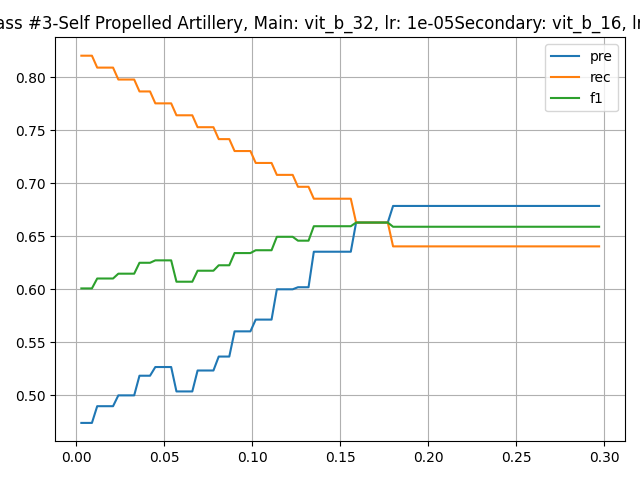 ass #3-Self Propelled Artillery, Main: vit_b_32, lr: 1e-05Secondary: vit_b_16, lr
pre
rec
f1
0.80
0.75
0.70
0.65
0.60
0.55
0.50
0.00 0.05 0.10 0.15 0.20 0.25 0.30